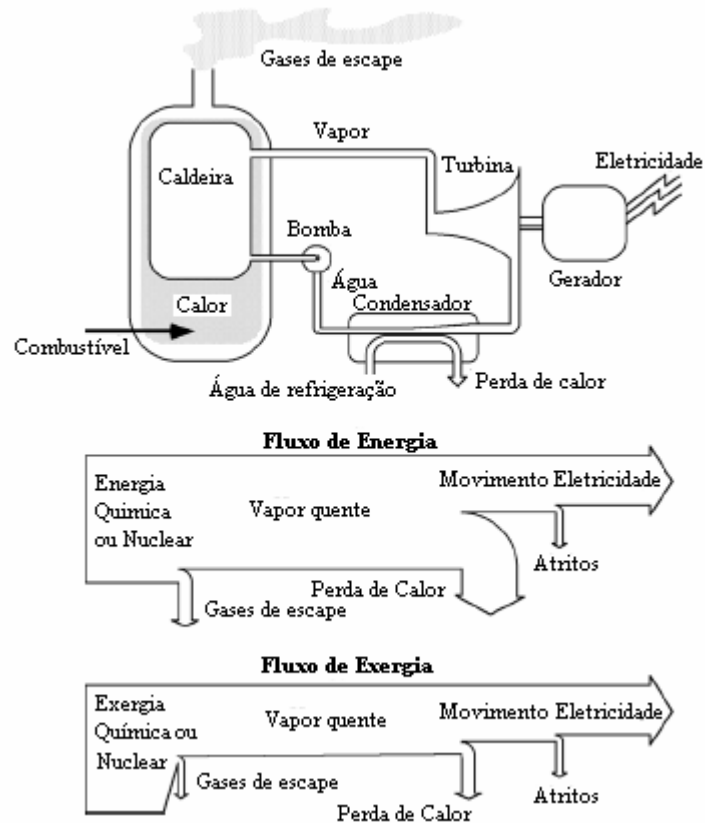 Gases de escape
Vapor
Turbina
Eletricidade
Caldeira
Bomba
Água
Gerador
Calor
Condensador
Combustível
Água de refrigeração
Perda de calor
Fluxo de Energia
Energia
Quimica
ou Nuclear
Vapor quente
Movimento Eletricidade
Atritos
Perda de Calor
Gases de escape
Fluxo de Exergia
Exergia
Química ou
Nuclear
Vapor quente
Movimento Eletricidade
Gases de escape
Atritos
Perda de Calor